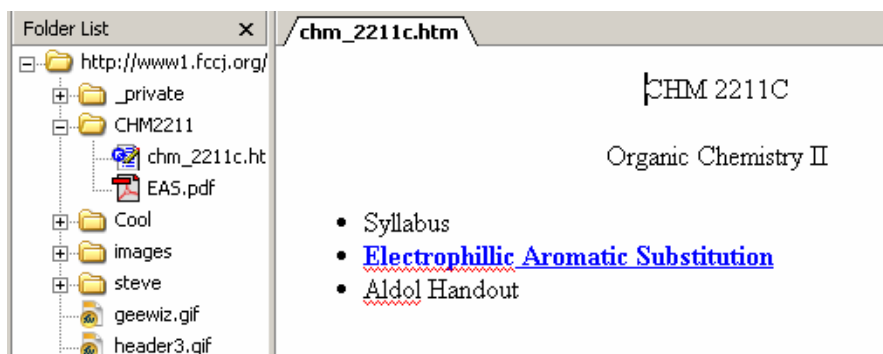 Folder List
http://www1.fccj.org/
_private
CHM2211
chm_2211c.ht
EAS.pdf
Cool
images
steve
geewiz.gif
header3.gif
chm_2211c.htm
CHM 2211C
Organic Chemistry II
• Syllabus
• Electrophillic Aromatic Substitution
• Aldol Handout